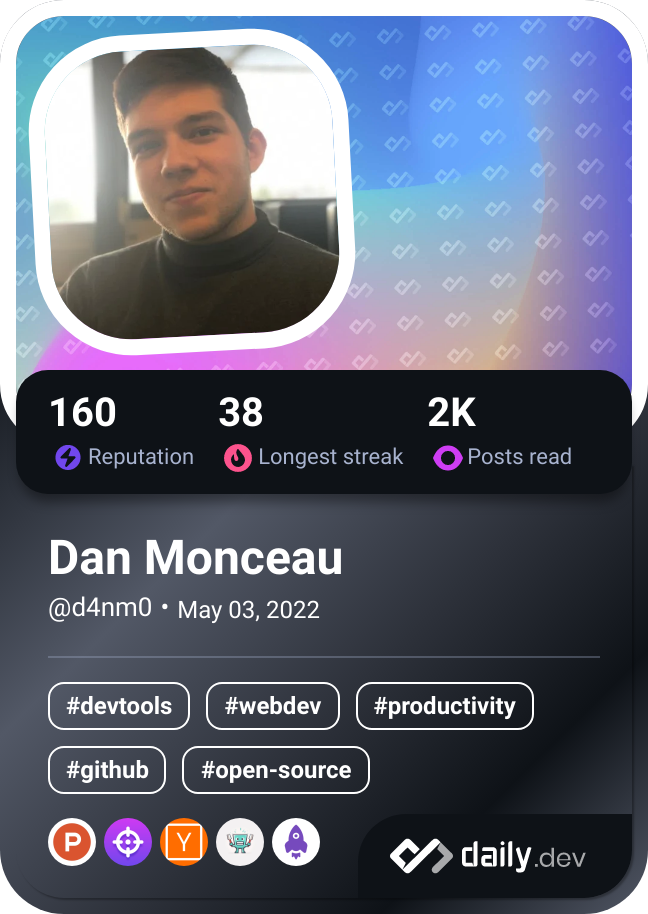 160 38 2K
Reputation Longest streak Posts read
Dan Monceau
@d4nm0 • May 03, 2022
#devtools #webdev #productivity
#github #open-source
P Y daily.dev